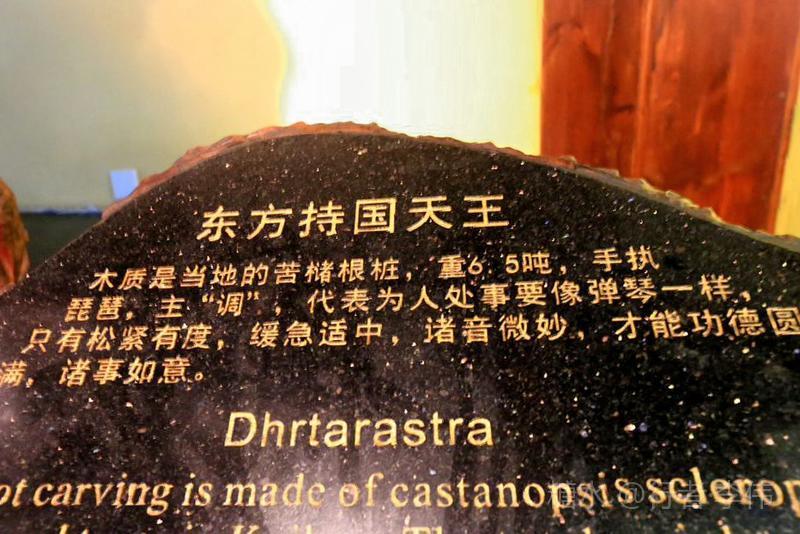 东方持国天王
木质是当地的苦槠根桩，重6.5吨，手执
琵琶，主“调”，代表为人处事要像弹琴一样，
只有松紧有度，缓急适中，诸音微妙，才能功德圆
满，诸事如意。
Dhrtarastra
ot carving is made of castanopsis sclerop